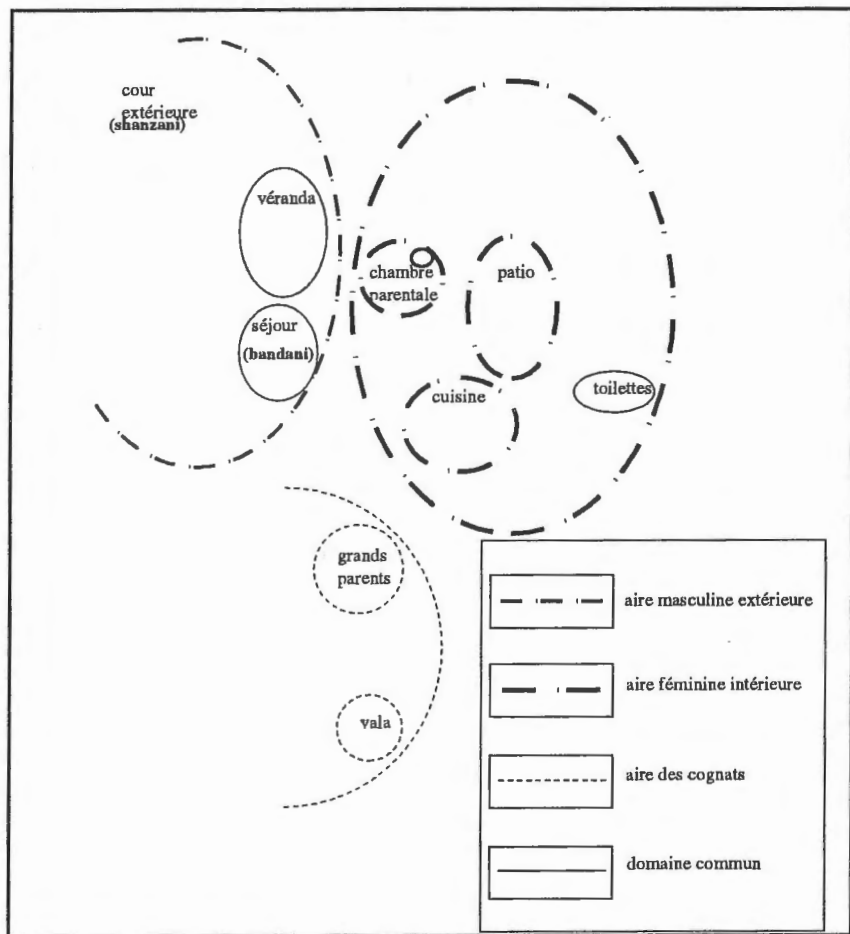 cour
extérieure
(shanzani)
véranda
chambre
parentale
patio
séjour
(bandani)
cuisine
toilettes
grands
parents
vala
aire masculine extérieure
aire féminine intérieure
aire des cognats
domaine commun